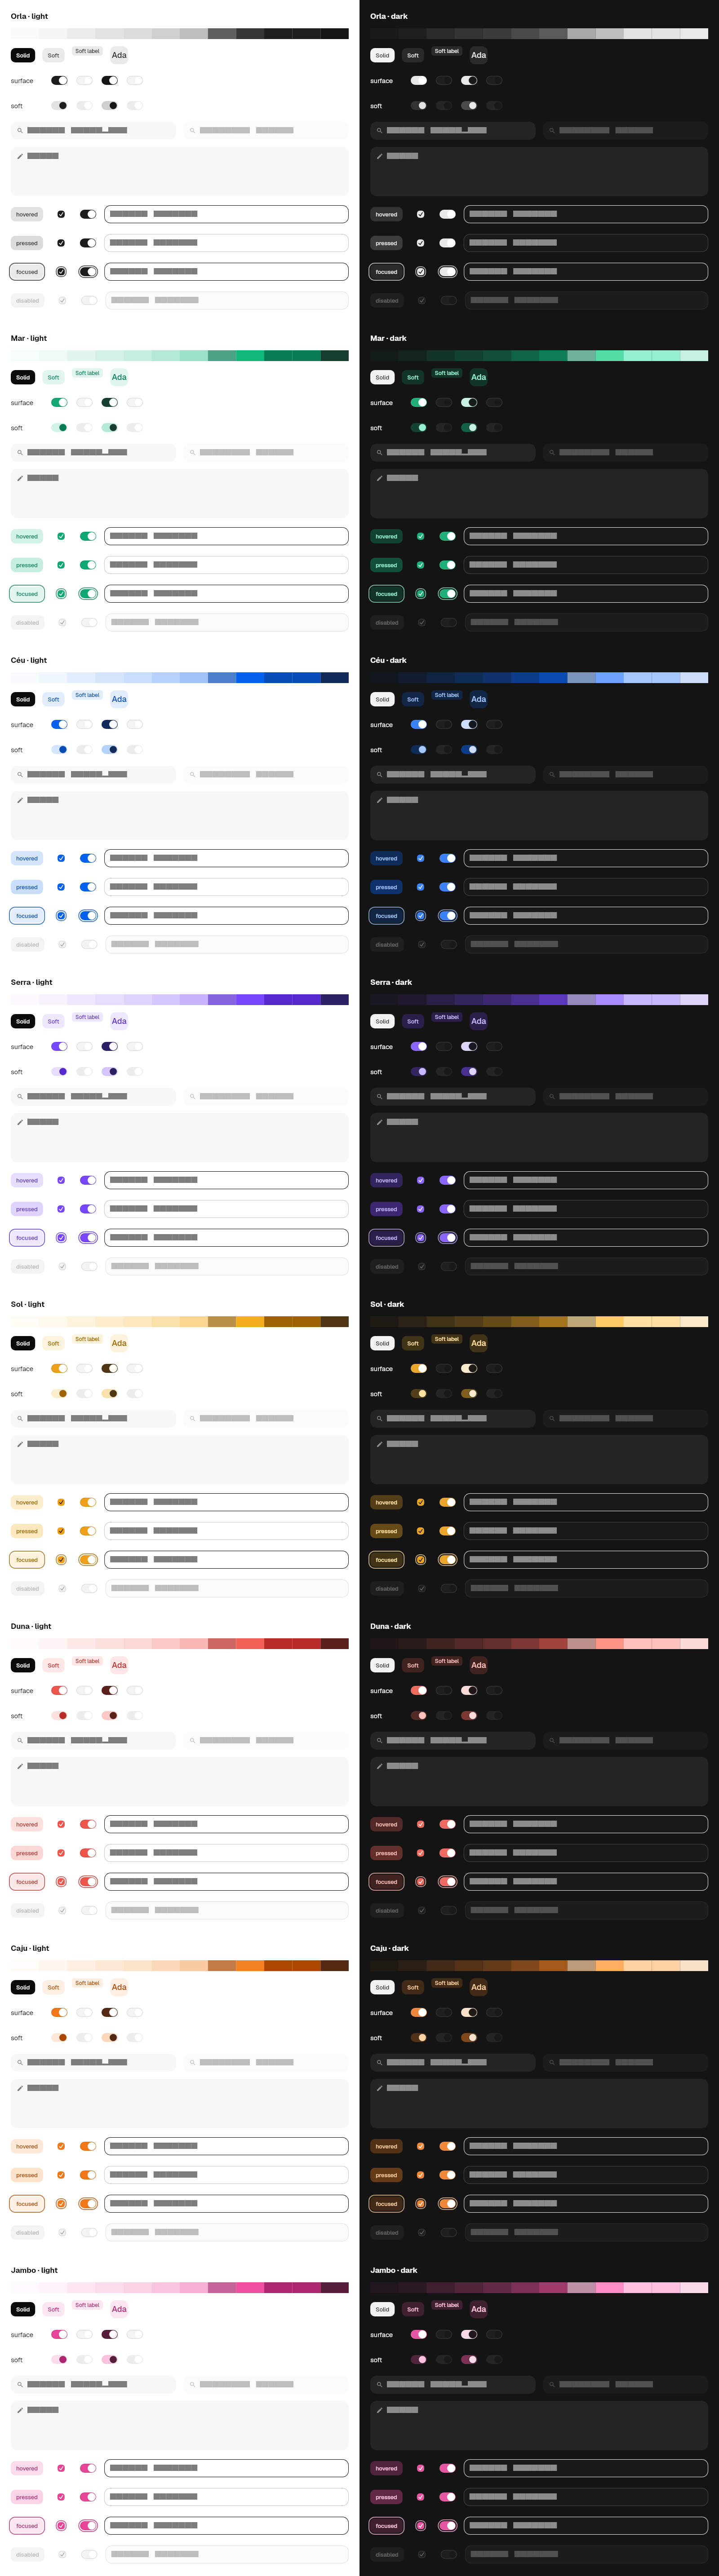 Orla · light
Solid Soft Soft label Ada
surface
soft
hovered
pressed
focused
disabled
Mar · light
Solid Soft Soft label Ada
surface
soft
hovered
pressed
focused
disabled
Céu · light
Solid Soft Soft label Ada
surface
soft
hovered
pressed
focused
disabled
Serra · light
Solid Soft Soft label Ada
surface
soft
hovered
pressed
focused
disabled
Sol · light
Solid Soft Soft label Ada
surface
soft
hovered
pressed
focused
disabled
Duna · light
Solid Soft Soft label Ada
surface
soft
hovered
pressed
focused
disabled
Caju · light
Solid Soft Soft label Ada
surface
soft
hovered
pressed
focused
disabled
Jambo · light
Solid Soft Soft label Ada
surface
soft
hovered
pressed
focused
disabled
Orla · dark
Solid Soft Soft label Ada
surface
soft
hovered
pressed
focused
disabled
Mar · dark
Solid Soft Soft label Ada
surface
soft
hovered
pressed
focused
disabled
Céu · dark
Solid Soft Soft label Ada
surface
soft
hovered
pressed
focused
disabled
Serra · dark
Solid Soft Soft label Ada
surface
soft
hovered
pressed
focused
disabled
Sol · dark
Solid Soft Soft label Ada
surface
soft
hovered
pressed
focused
disabled
Duna · dark
Solid Soft Soft label Ada
surface
soft
hovered
pressed
focused
disabled
Caju · dark
Solid Soft Soft label Ada
surface
soft
hovered
pressed
focused
disabled
Jambo · dark
Solid Soft Soft label Ada
surface
soft
hovered
pressed
focused
disabled